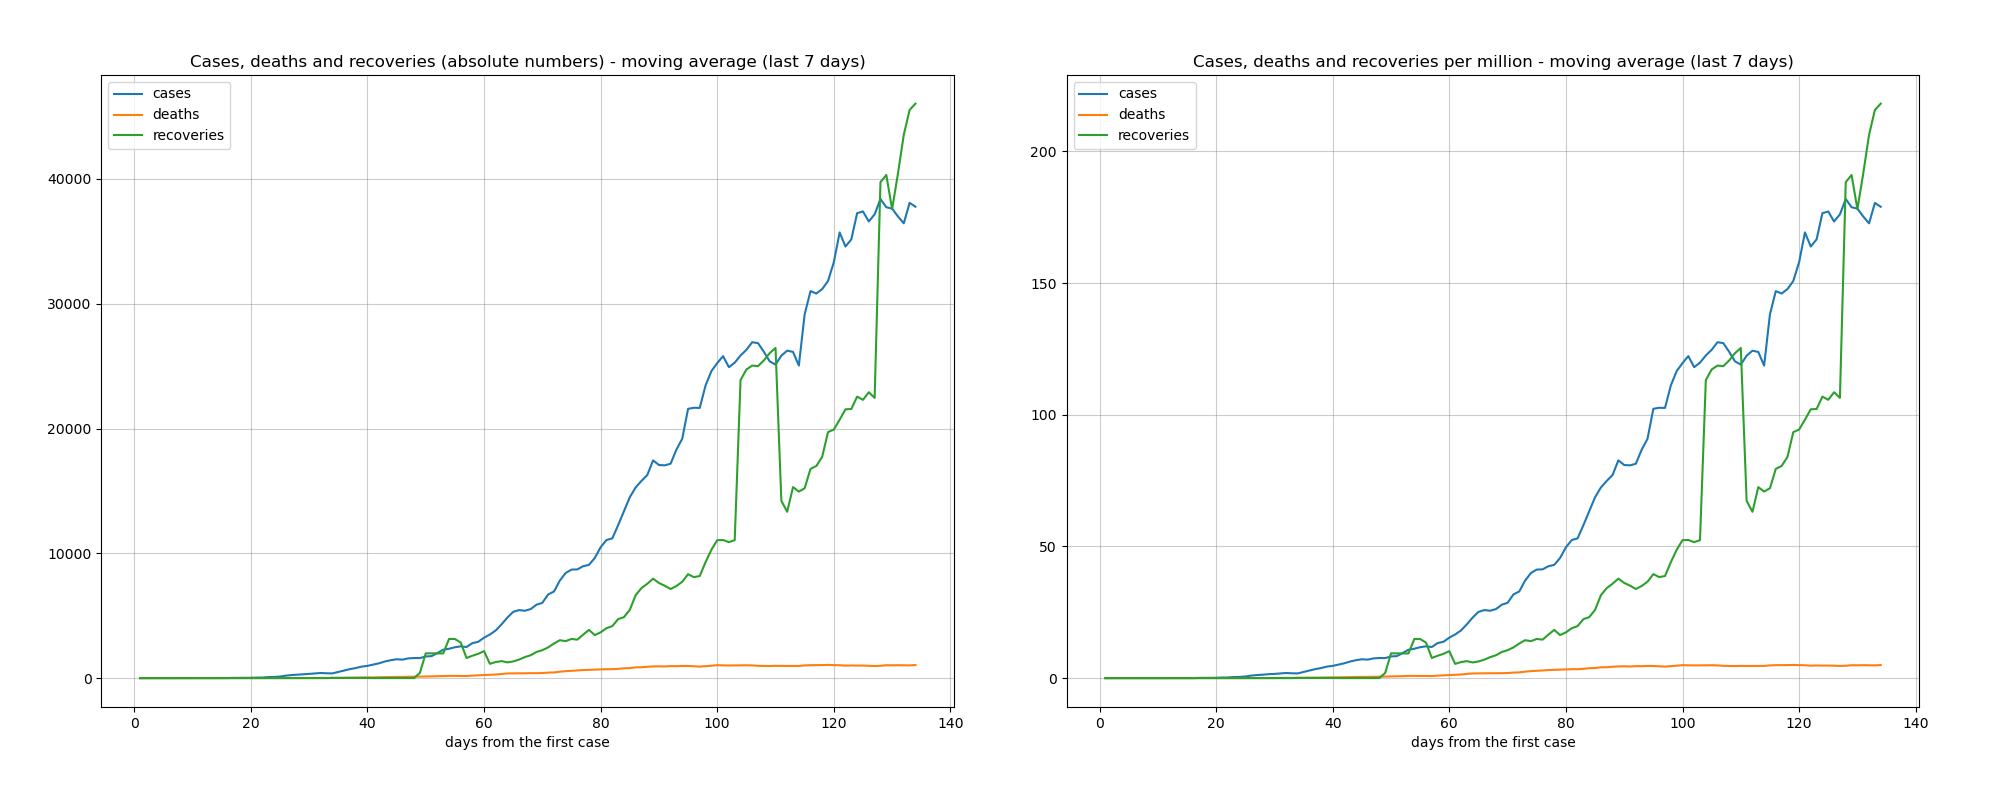 Cases, deaths and recoveries (absolute numbers) - moving average (last 7 days)
cases
deaths
recoveries
40000
30000
20000
10000
0
0 20 40 60 80 100 120 140
days from the first case
Cases, deaths and recoveries per million - moving average (last 7 days)
cases
deaths
recoveries
200
150
100
50
0
0 20 40 60 80 100 120 140
days from the first case